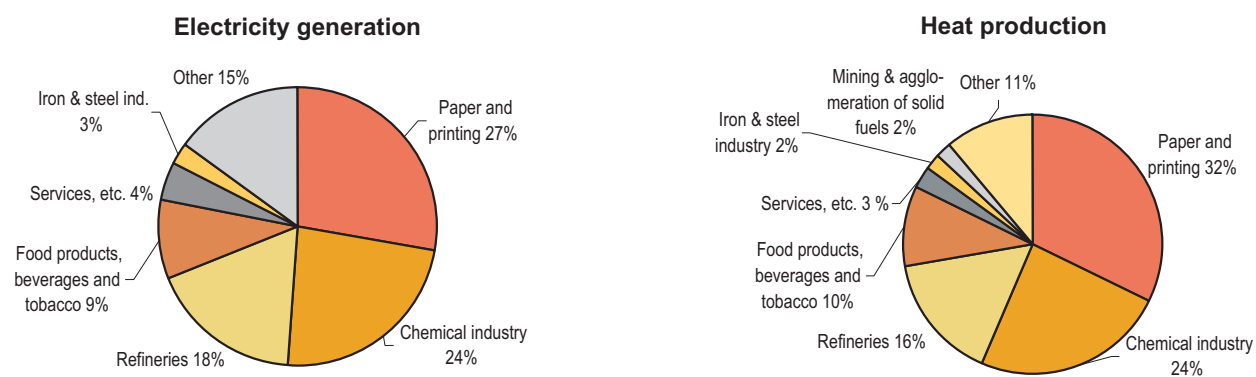 Electricity generation
Other 15%
Iron & steel ind.
3%
Services, etc. 4%
Food products,
beverages and
tobacco 9%
Refineries 18%
Paper and
printing 27%
Chemical industry
24%
Heat production
Mining & agglo-
meration of solid
fuels 2%
Other 11%
Iron & steel
industry 2%
Services, etc. 3 %
Food products,
beverages and
tobacco 10%
Refineries 16%
Paper and
printing 32%
Chemical industry
24%